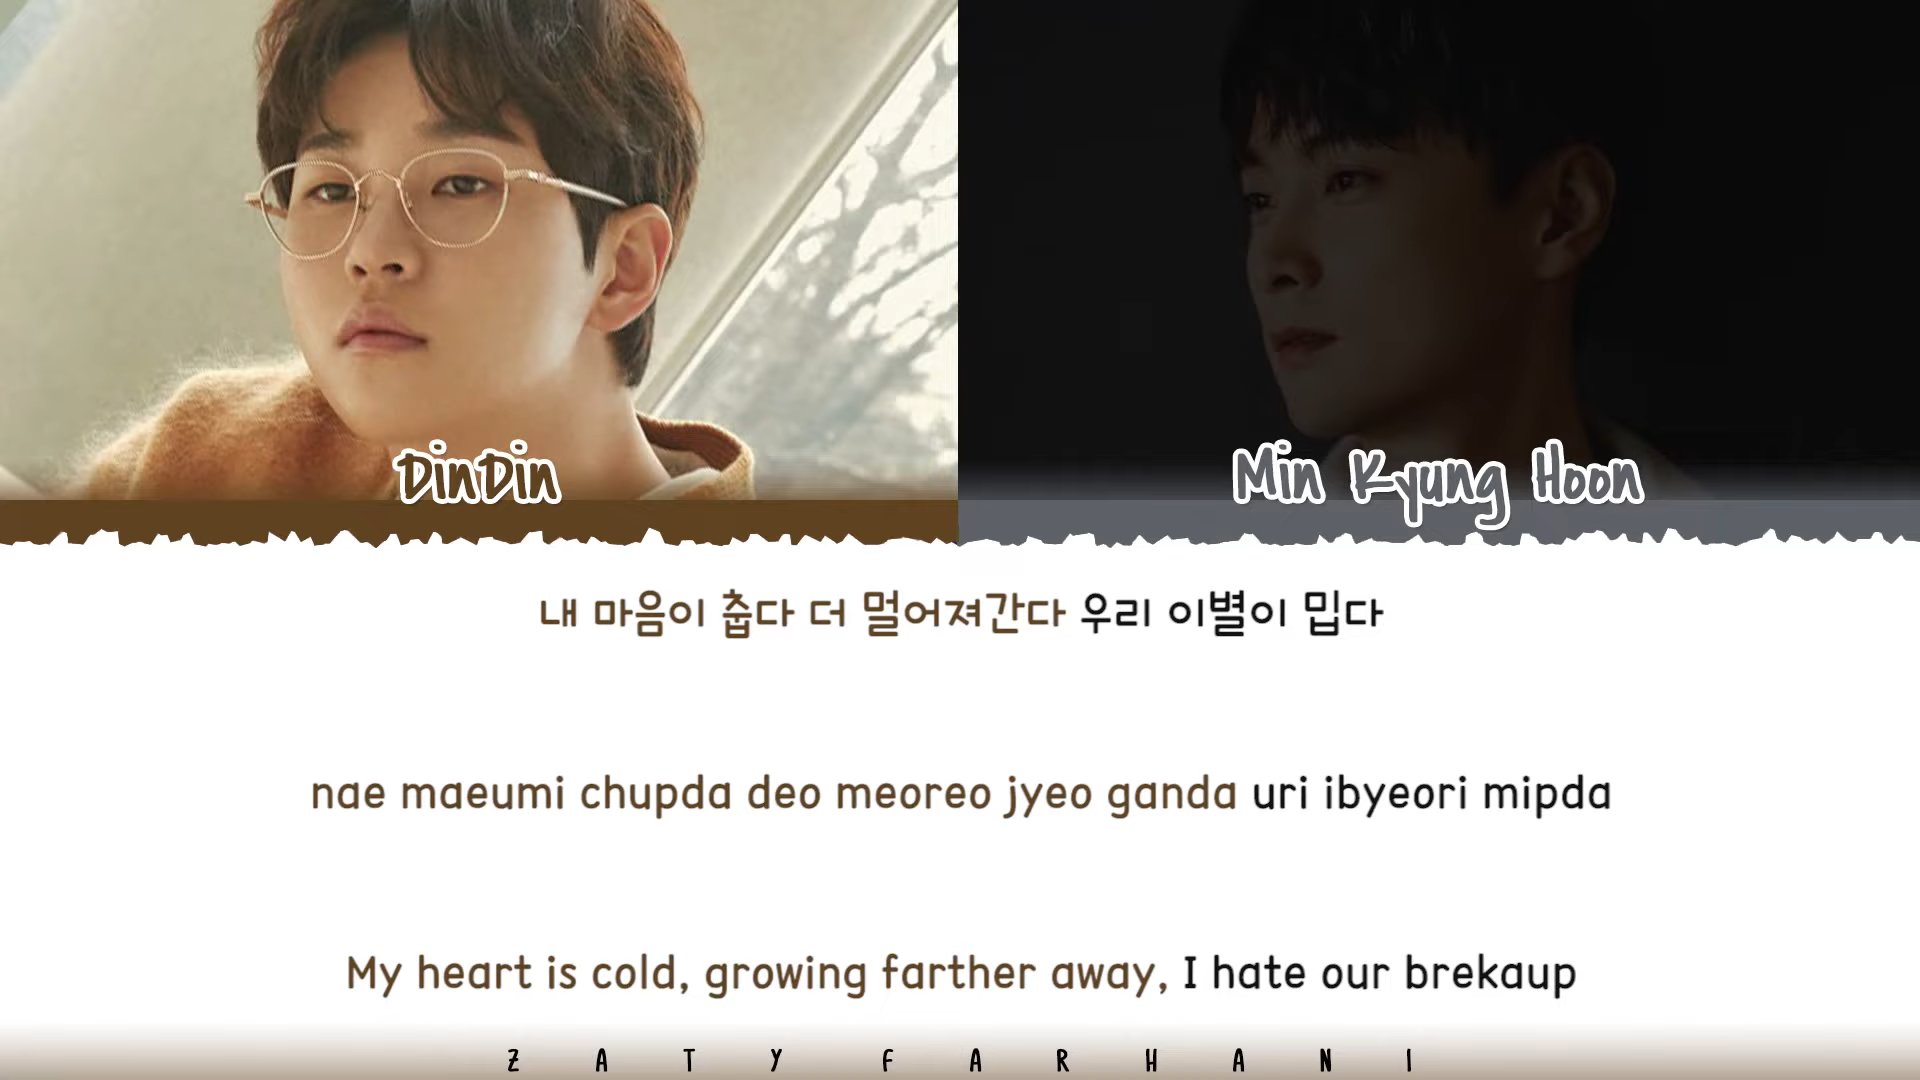 DinDin
Min Kyung Hoon
내 마음이 춥다 더 멀어져간다 우리 이별이 밉다
nae maeumi chupda deo meoreo jyeo ganda uri ibyeori mipda
My heart is cold, growing farther away, I hate our brekaup
ZATY FARHANI